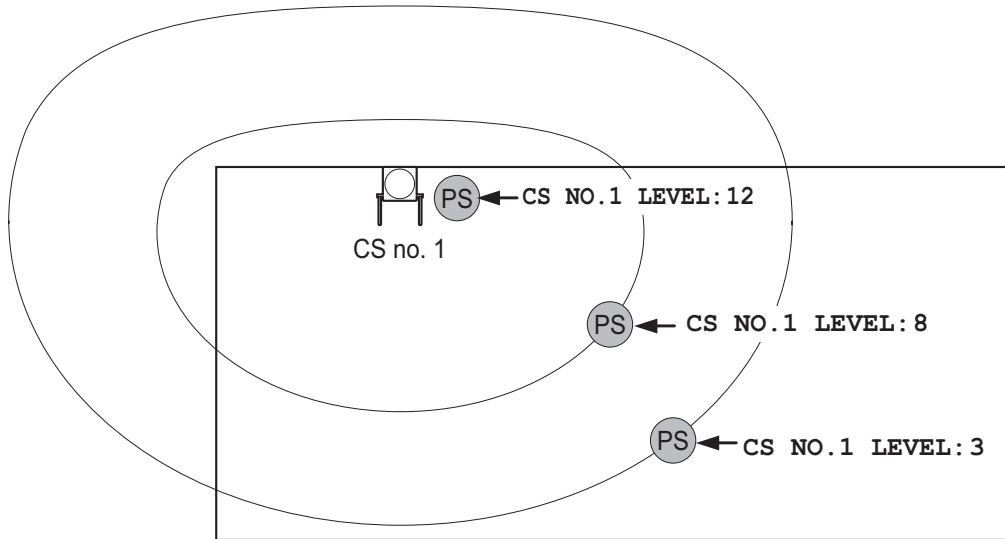 PS
CS NO.1 LEVEL:12
CS no. 1
PS
CS NO.1 LEVEL:8
PS
CS NO.1 LEVEL:3